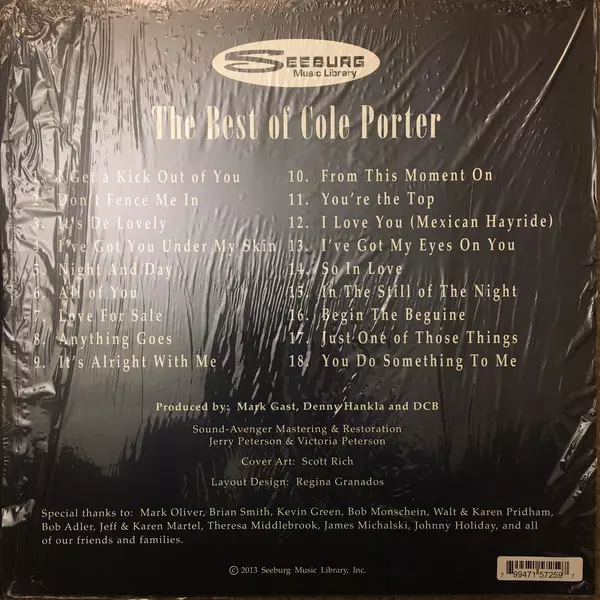 SEEBURG
Music Library
The Best of Cole Porter
1. I Get a Kick Out of You
2. Don't Fence Me In
3. It's De Lovely
4. I've Got You Under My Skin
5. Night And Day
6. All of You
7. Love For Sale
8. Anything Goes
9. It's Alright With Me
10. From This Moment On
11. You're the Top
12. I Love You (Mexican Hayride)
13. I've Got My Eyes On You
14. So In Love
15. In The Still of The Night
16. Begin The Beguine
17. Just One of Those Things
18. You Do Something To Me
Produced by: Mark Gast, Denny Hankla and DCB
Sound-Avenger Mastering & Restoration
Jerry Peterson & Victoria Peterson
Cover Art: Scott Rich
Layout Design: Regina Granados
Special thanks to: Mark Oliver, Brian Smith, Kevin Green, Bob Monschein, Walt & Karen Pridham,
Bob Adler, Jeff & Karen Martel, Theresa Middlebrook, James Michalski, Johnny Holiday, and all
of our friends and families.
© 2013 Seeburg Music Library, Inc.
7 99471 57259 7